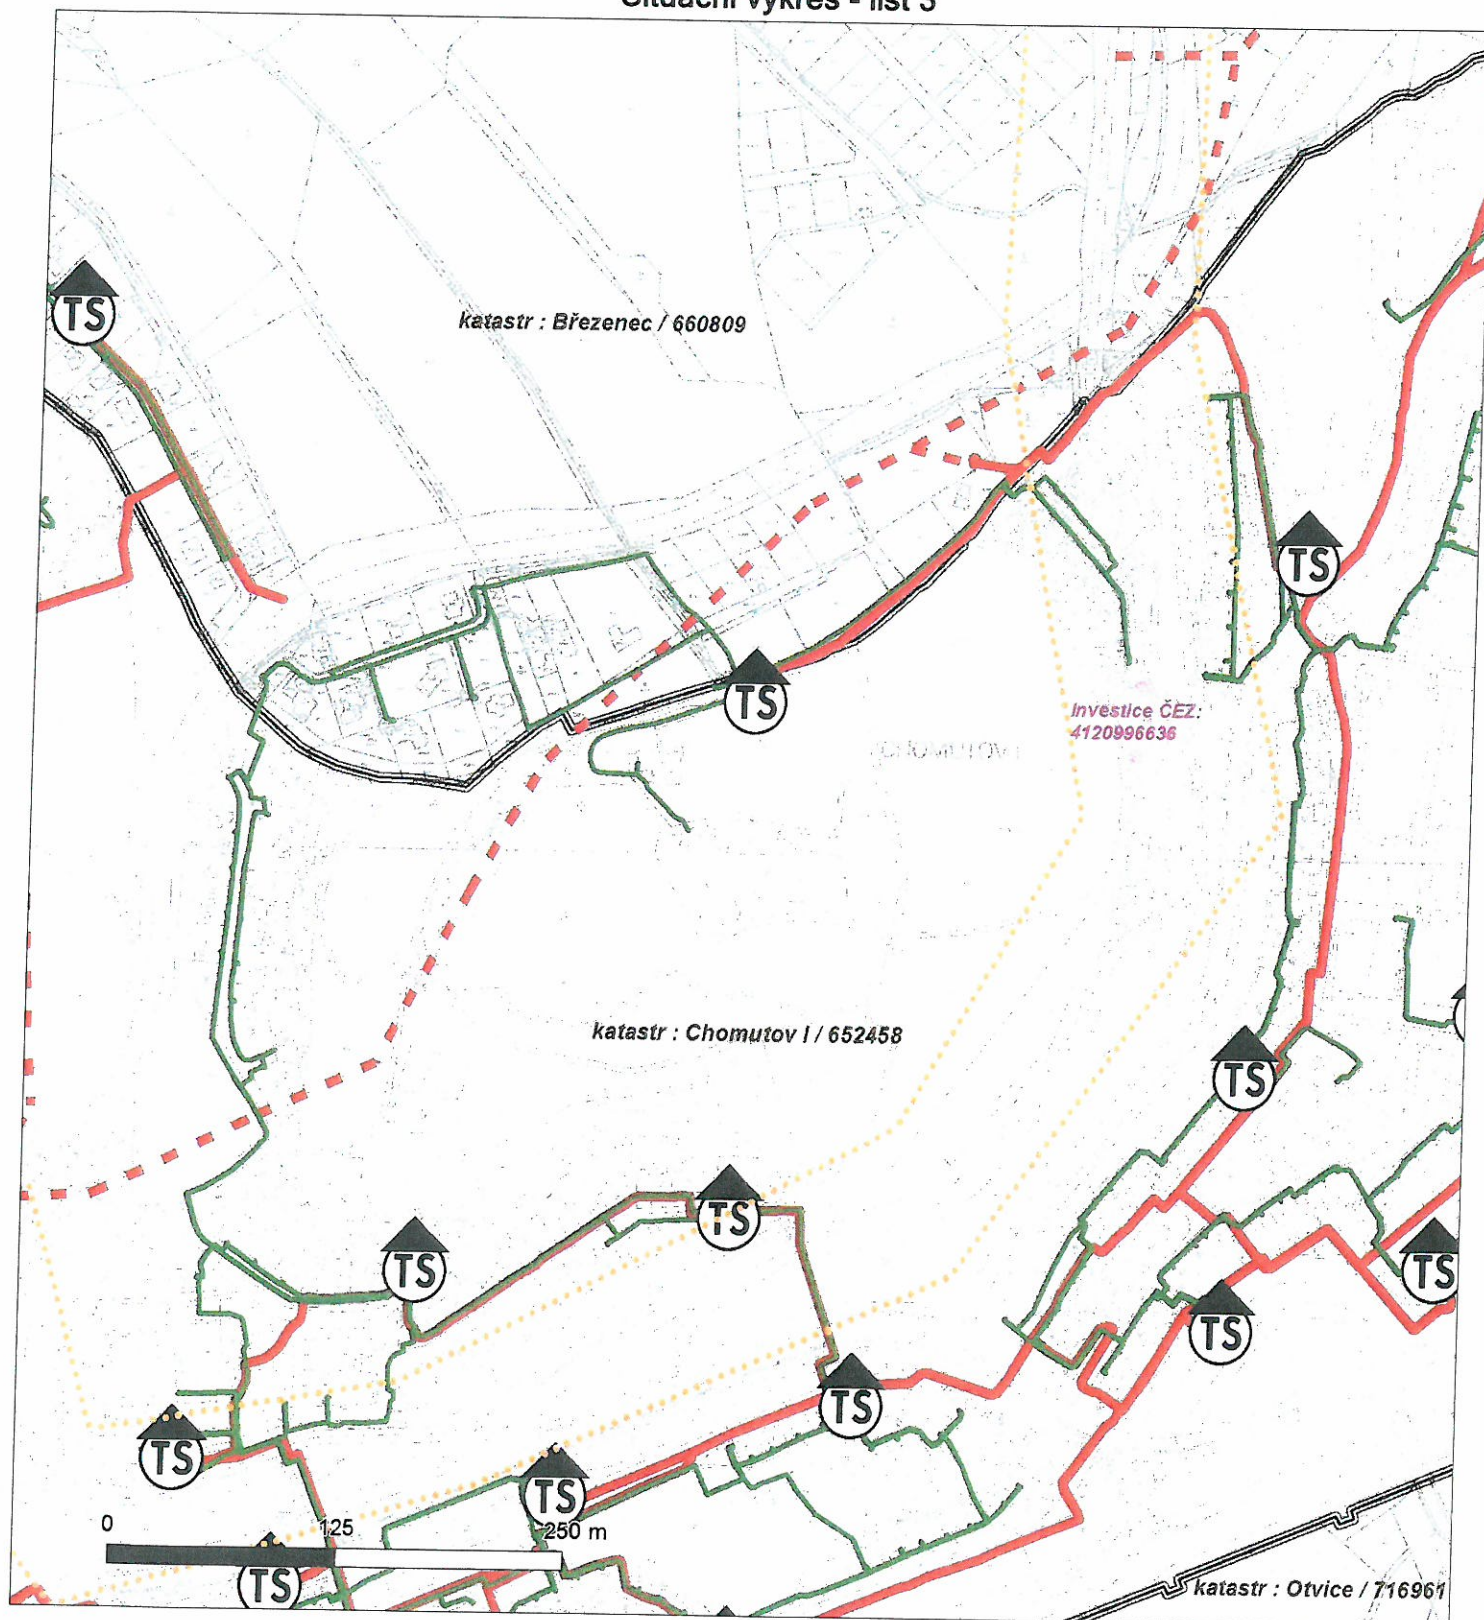 Situační výkres - list 3
TS
katastr : Březenec / 660809
TS
TS
Investice ČEZ:
4120996636
CHOMUTOV I
katastr : Chomutov I / 652458
TS
TS
TS
TS
TS
TS
TS
TS
0 125 250 m
TS
katastr : Otvice / 716961